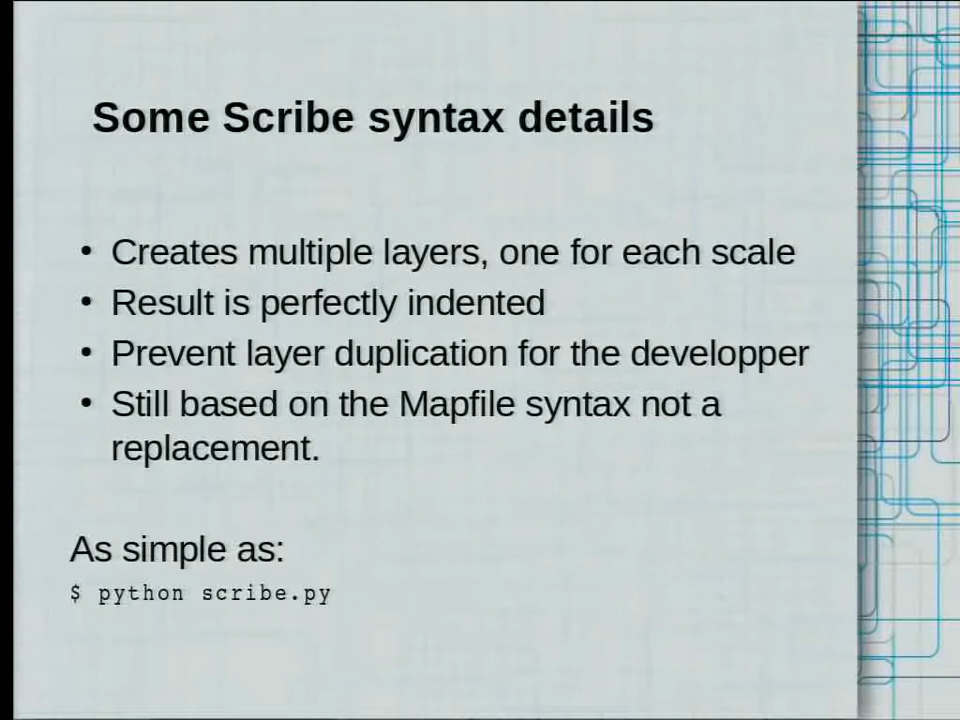 Some Scribe syntax details
• Creates multiple layers, one for each scale
• Result is perfectly indented
• Prevent layer duplication for the developper
• Still based on the Mapfile syntax not a
replacement.
As simple as:
$ python scribe.py